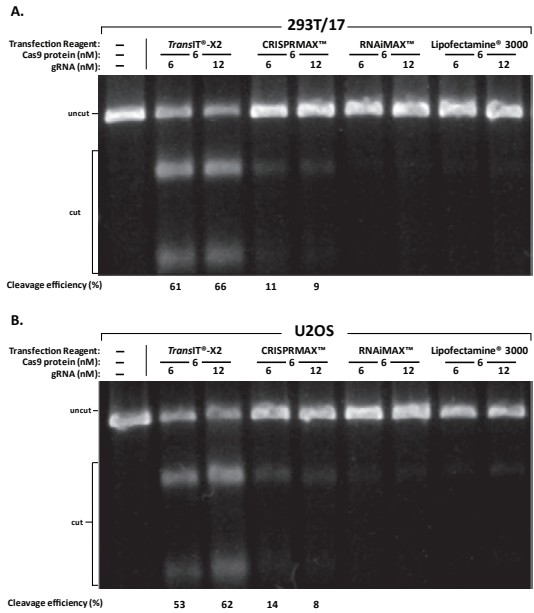 A.
293T/17
Transfection Reagent: – TransIT®-X2 CRISPRMAX™ RNAiMAX™ Lipofectamine® 3000
Cas9 protein (nM): – 6 6 6 6
gRNA (nM): – 6 12 6 12 6 12 6 12
uncut
cut
Cleavage efficiency (%) 61 66 11 9
B.
U2OS
Transfection Reagent: – TransIT®-X2 CRISPRMAX™ RNAiMAX™ Lipofectamine® 3000
Cas9 protein (nM): – 6 6 6 6
gRNA (nM): – 6 12 6 12 6 12 6 12
uncut
cut
Cleavage efficiency (%) 53 62 14 8